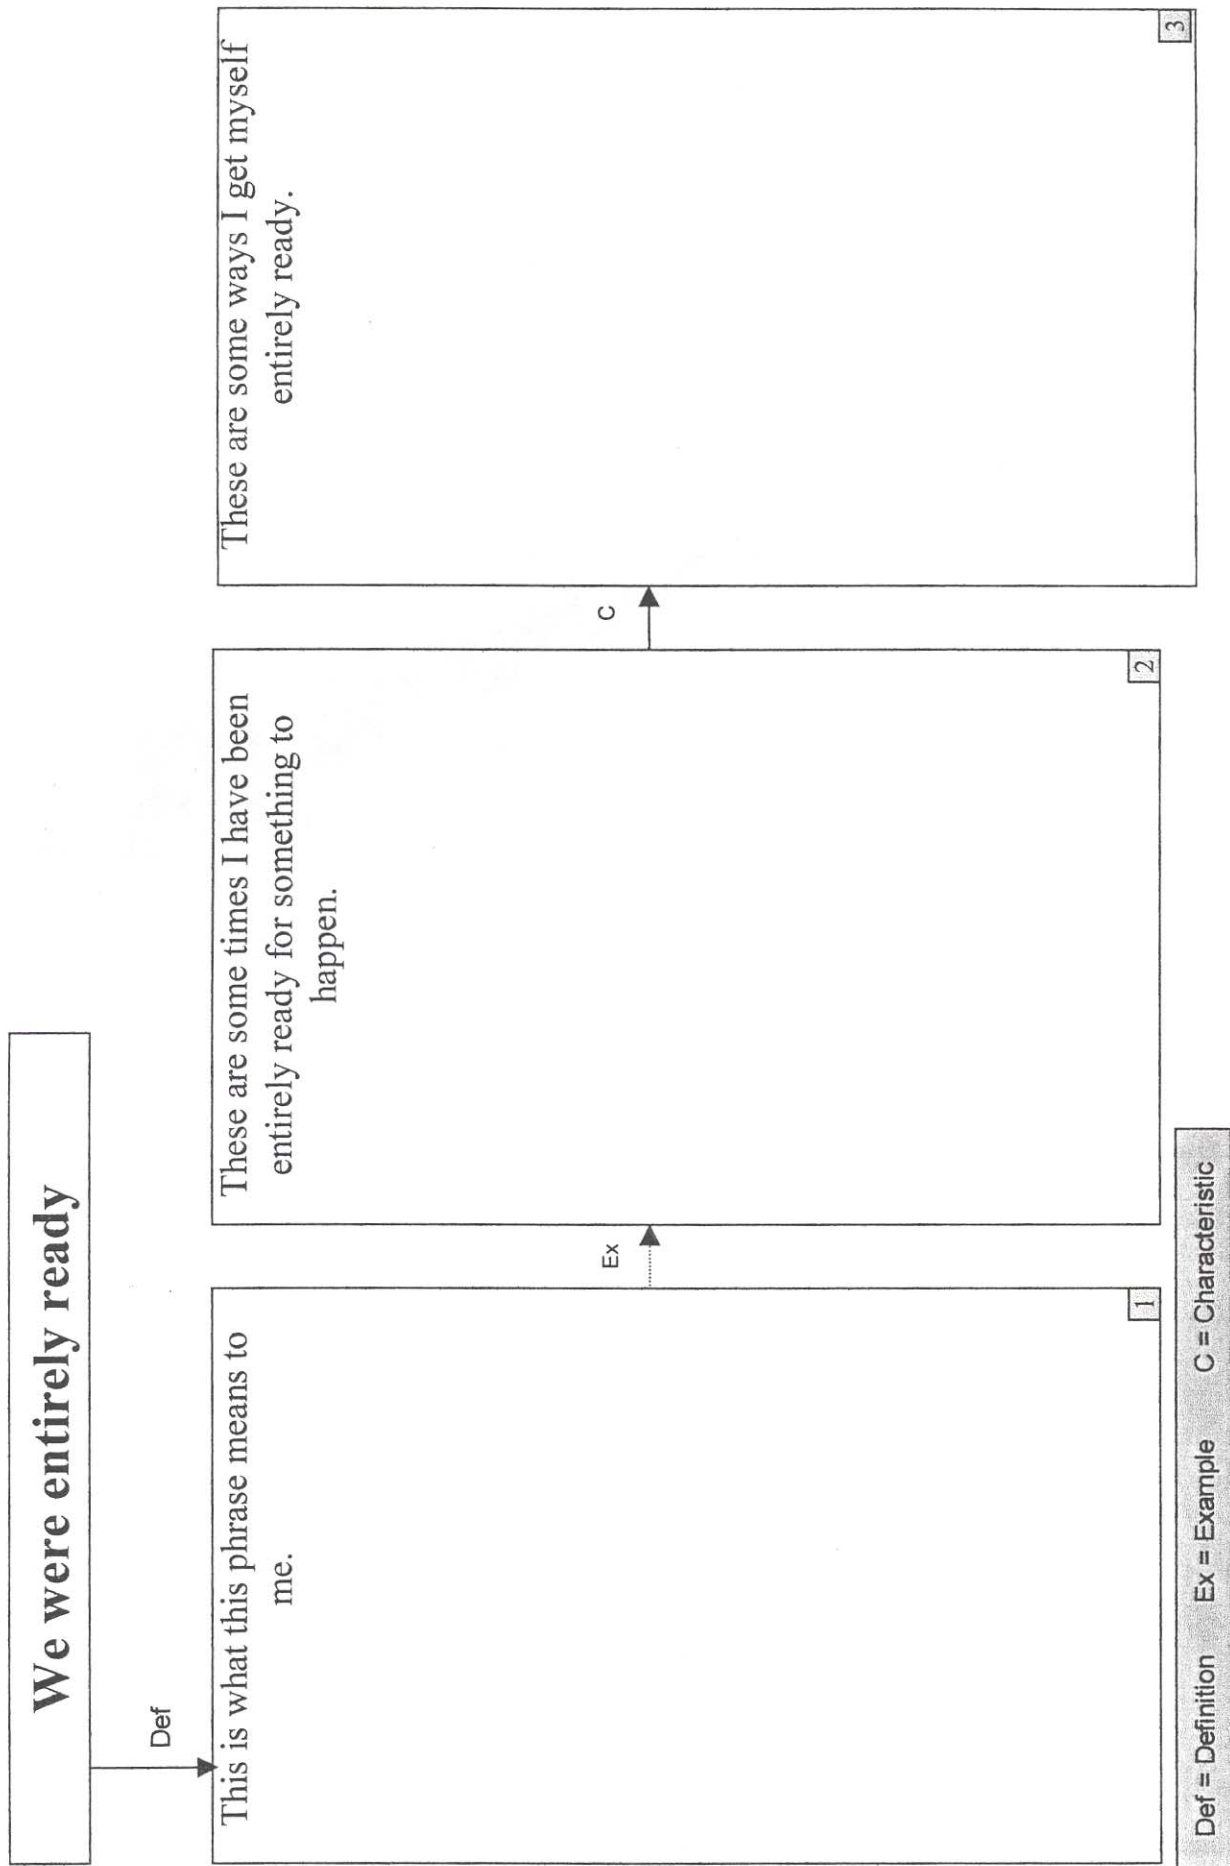 We were entirely ready
Def
This is what this phrase means to
me.
1
Ex
These are some times I have been
entirely ready for something to
happen.
2
C
These are some ways I get myself
entirely ready.
3
Def = Definition Ex = Example C = Characteristic